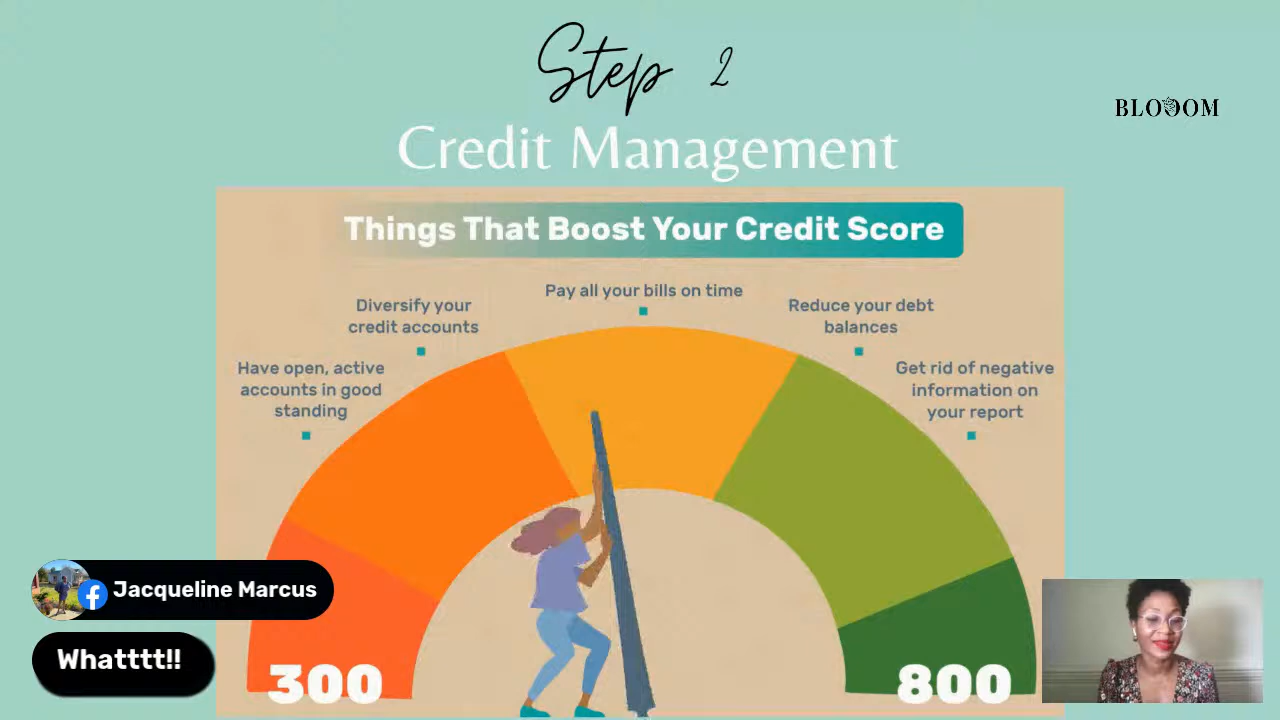 Step 2
BLOOOM
Credit Management
Things That Boost Your Credit Score
Pay all your bills on time
Diversify your
credit accounts
Reduce your debt
balances
Have open, active
accounts in good
standing
Get rid of negative
information on
your report
Jacqueline Marcus
Whatttt!!
300
800